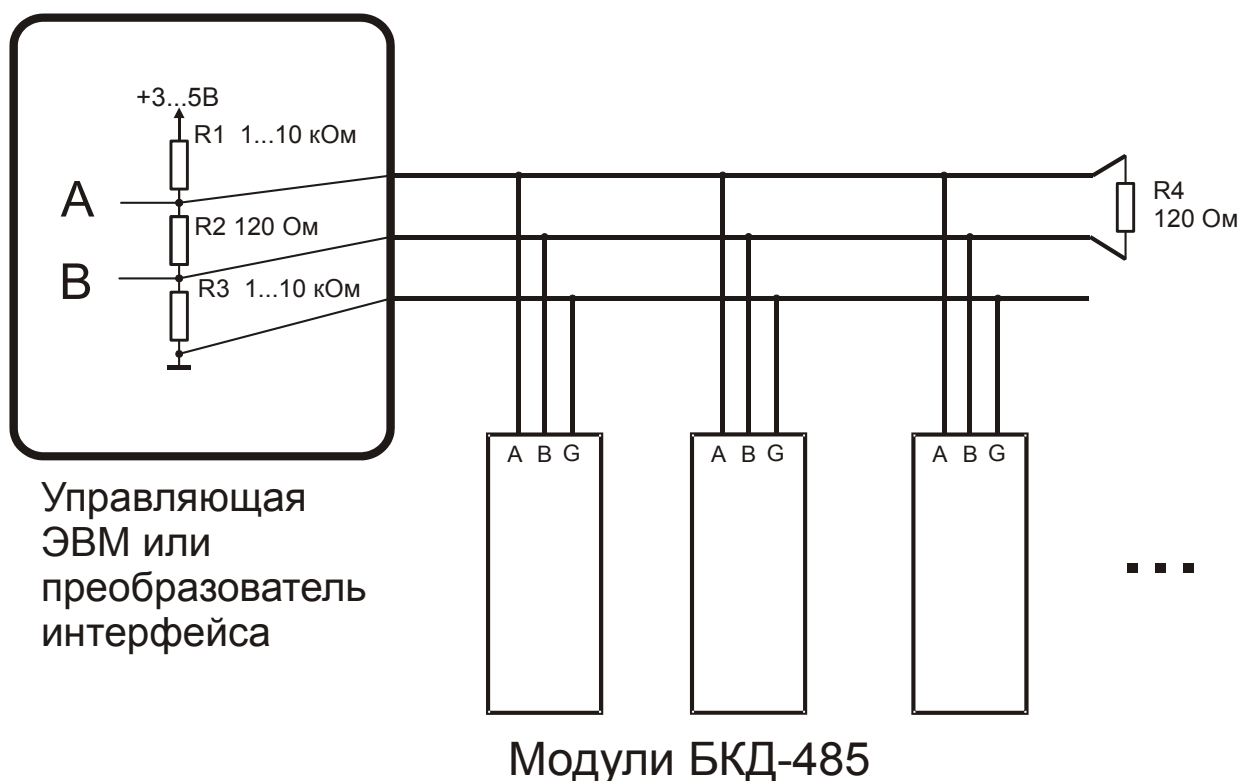 +3...5В
R1 1...10 кОм
A
R2 120 Ом
B
R3 1...10 кОм
R4
120 Ом
A B G
A B G
A B G
Управляющая
ЭВМ или
преобразователь
интерфейса
Модули БКД-485